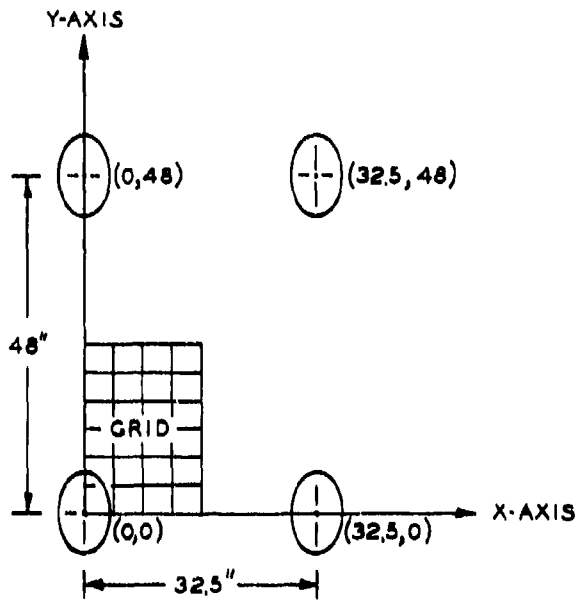 Y-AXIS
(0,48)
(32.5, 48)
48"
GRID
(0,0)
(32.5,0)
X-AXIS
32.5"